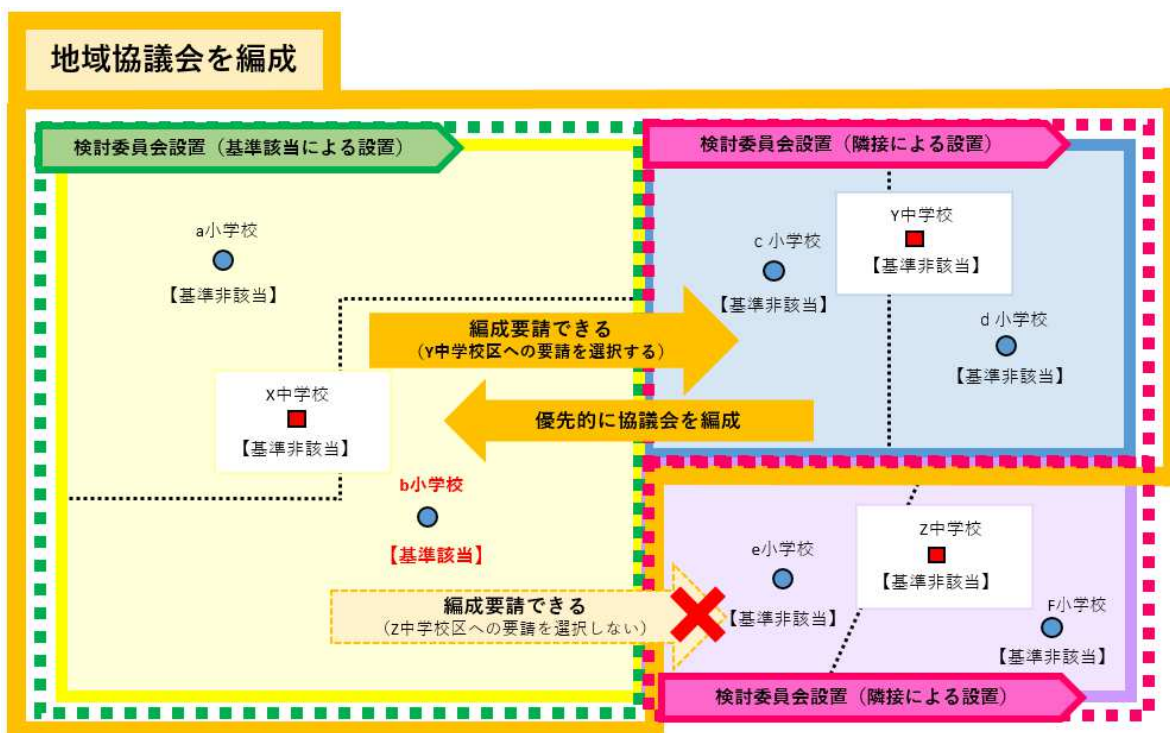 地域協議会を編成
検討委員会設置（基準該当による設置）
検討委員会設置（隣接による設置）
a小学校
【基準非該当】
Y中学校
【基準非該当】
c 小学校
【基準非該当】
d 小学校
【基準非該当】
編成要請できる
（Y中学校区への要請を選択する）
X中学校
【基準非該当】
優先的に協議会を編成
b小学校
【基準該当】
Z中学校
【基準非該当】
e小学校
【基準非該当】
F小学校
【基準非該当】
編成要請できる
（Z中学校区への要請を選択しない）
検討委員会設置（隣接による設置）